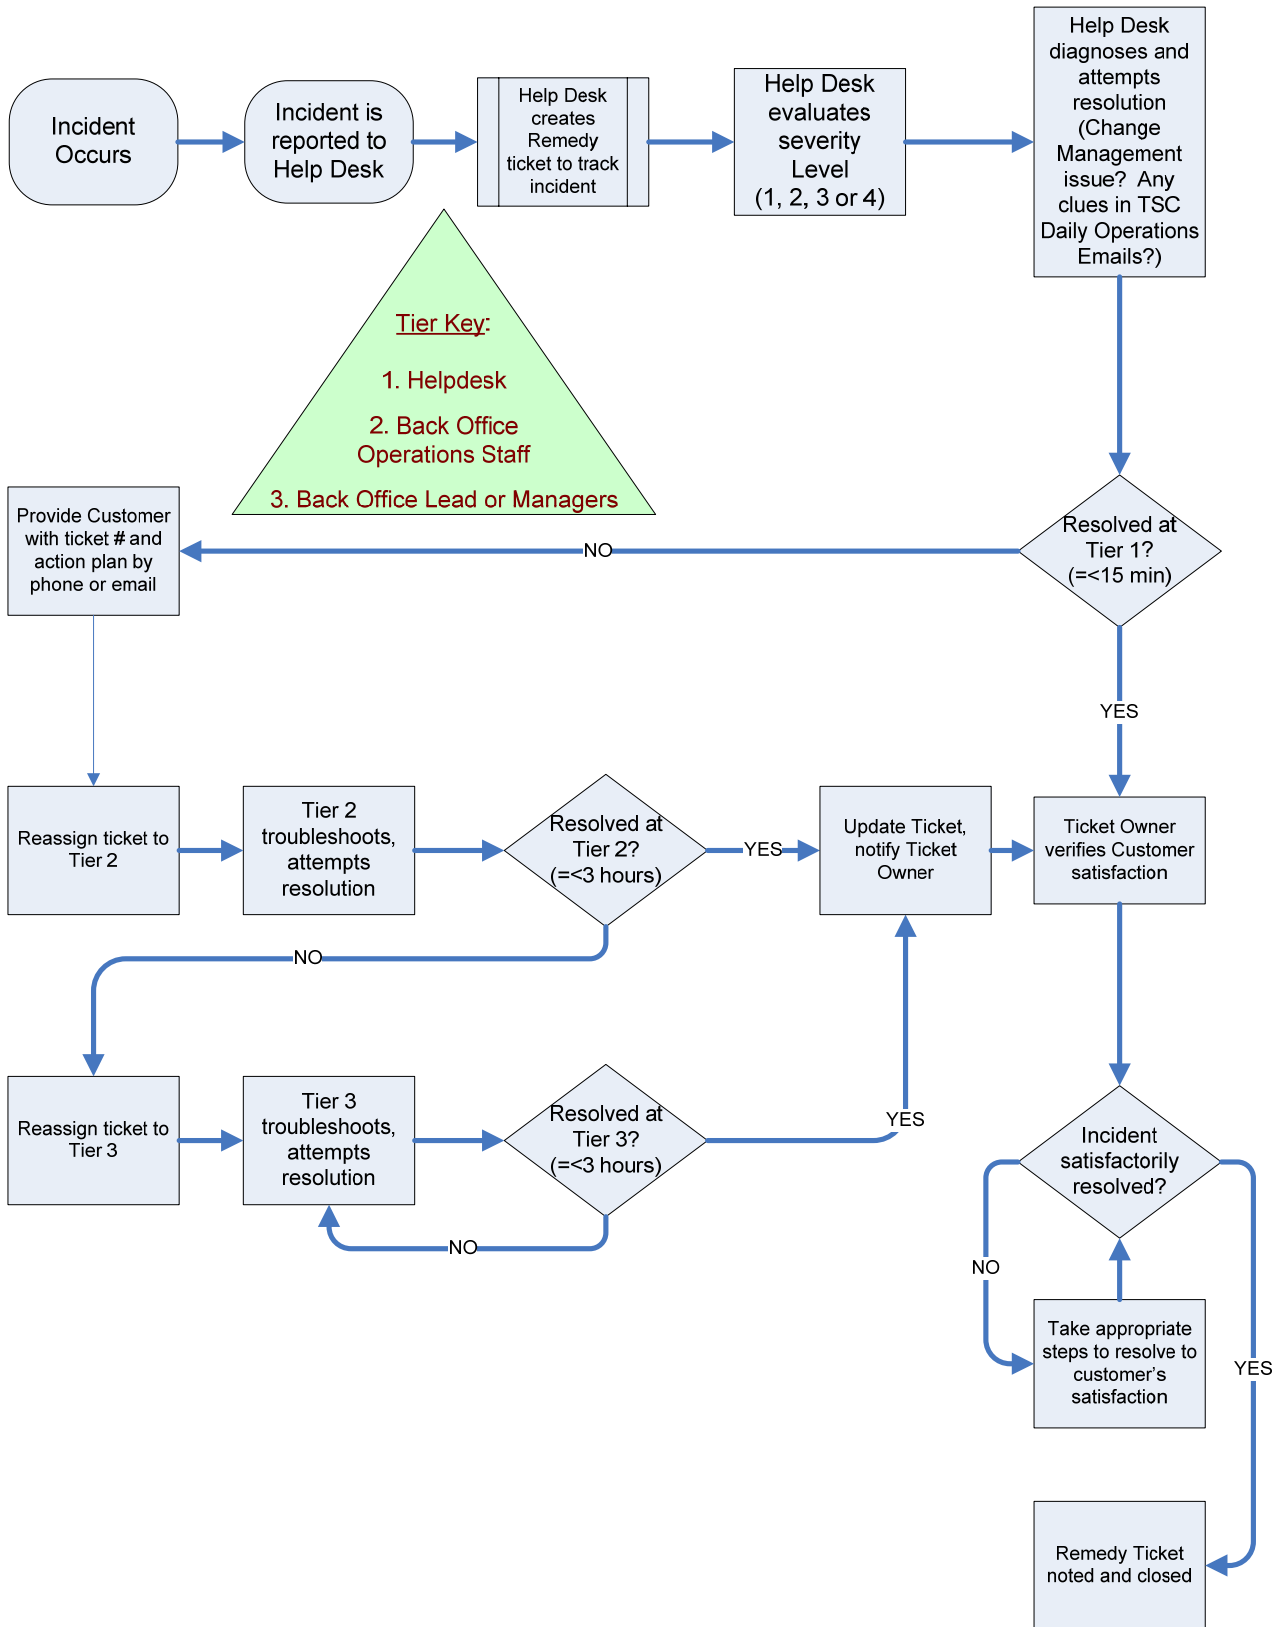 Incident
Occurs
Incident is
reported to
Help Desk
Help Desk
creates
Remedy
ticket to track
incident
Help Desk
evaluates
severity
Level
(1, 2, 3 or 4)
Help Desk
diagnoses and
attempts
resolution
(Change
Management
issue?  Any
clues in TSC
Daily Operations
Emails?)
Tier Key:
1. Helpdesk
2. Back Office
Operations Staff
3. Back Office Lead or Managers
Provide Customer
with ticket # and
action plan by
phone or email
NO
Resolved at
Tier 1?
(=<15 min)
YES
Reassign ticket to
Tier 2
Tier 2
troubleshoots,
attempts
resolution
Resolved at
Tier 2?
(=<3 hours)
YES
Update Ticket,
notify Ticket
Owner
Ticket Owner
verifies Customer
satisfaction
NO
Reassign ticket to
Tier 3
Tier 3
troubleshoots,
attempts
resolution
Resolved at
Tier 3?
(=<3 hours)
YES
NO
Incident
satisfactorily
resolved?
NO
Take appropriate
steps to resolve to
customer's
satisfaction
YES
Remedy Ticket
noted and closed